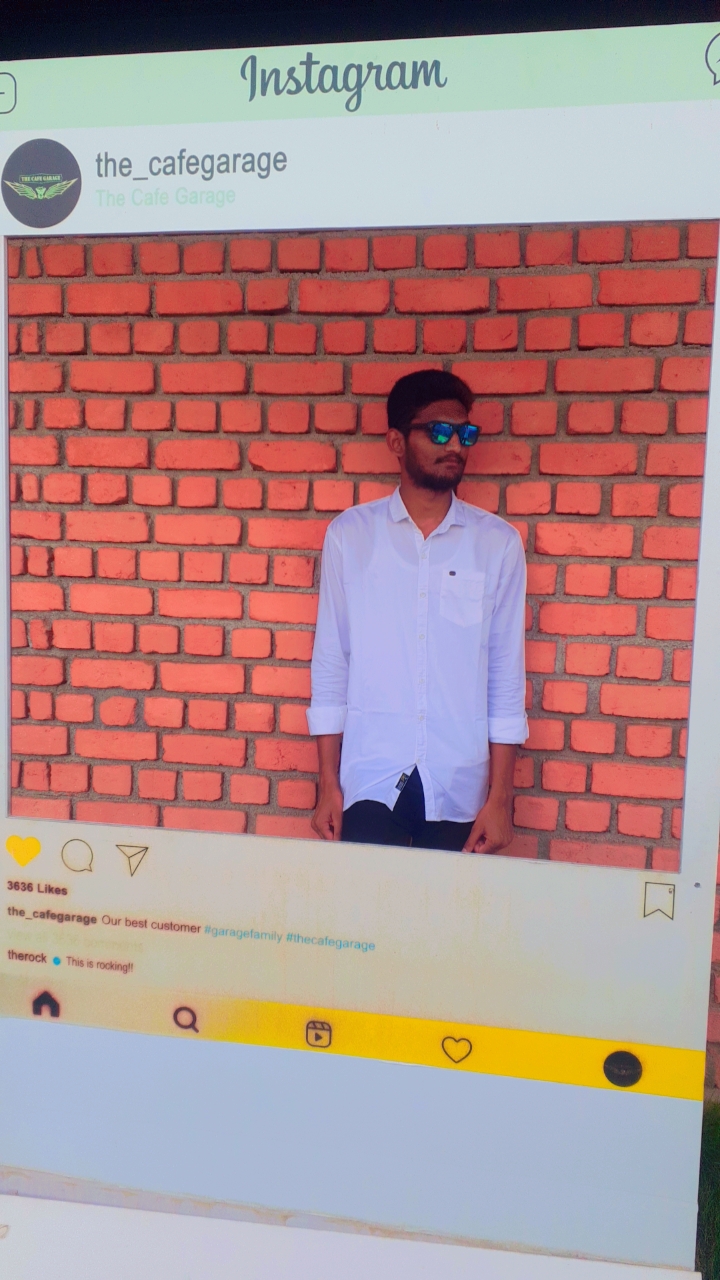 Instagram
THE CAFE GARAGE
the_cafegarage
The Cafe Garage
3636 Likes
the_cafegarage Our best customer #garagefamily #thecafegarage
therock This is rocking!!